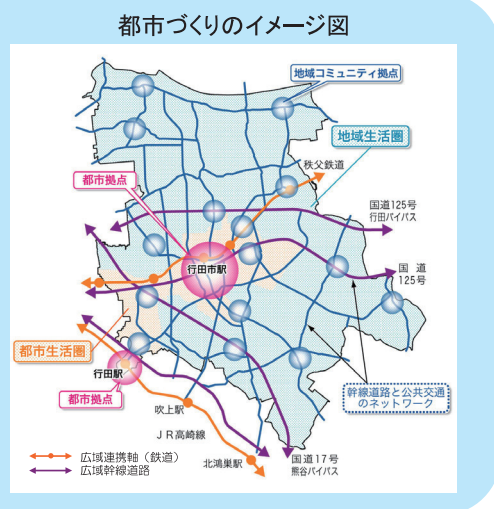 都市づくりのイメージ図
地域コミュニティ拠点
地域生活圏
秩父鉄道
都市拠点
国道125号
行田バイパス
行田市駅
国道
125号
都市生活圏
行田駅
都市拠点
幹線道路と公共交通
のネットワーク
吹上駅
JR高崎線
北鴻巣駅
国道17号
熊谷バイパス
広域連携軸（鉄道）
広域幹線道路